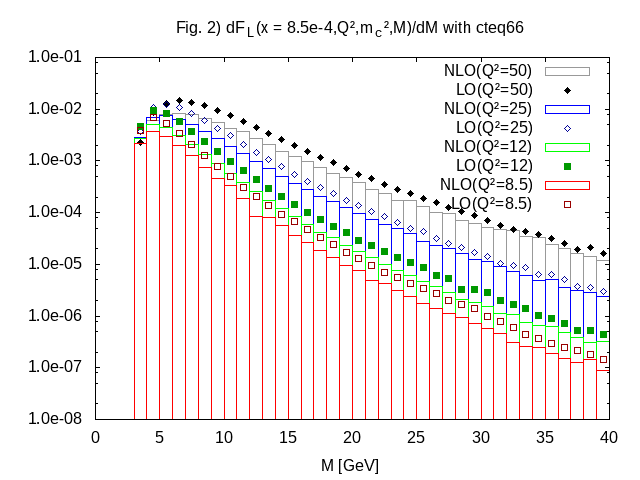 Fig. 2) dF_L(x = 8.5e-4,Q²,m_c²,M)/dM with cteq66
1.0e-01
1.0e-02
1.0e-03
1.0e-04
1.0e-05
1.0e-06
1.0e-07
1.0e-08
NLO(Q²=50)
LO(Q²=50)
NLO(Q²=25)
LO(Q²=25)
NLO(Q²=12)
LO(Q²=12)
NLO(Q²=8.5)
LO(Q²=8.5)
0 5 10 15 20 25 30 35 40
M [GeV]